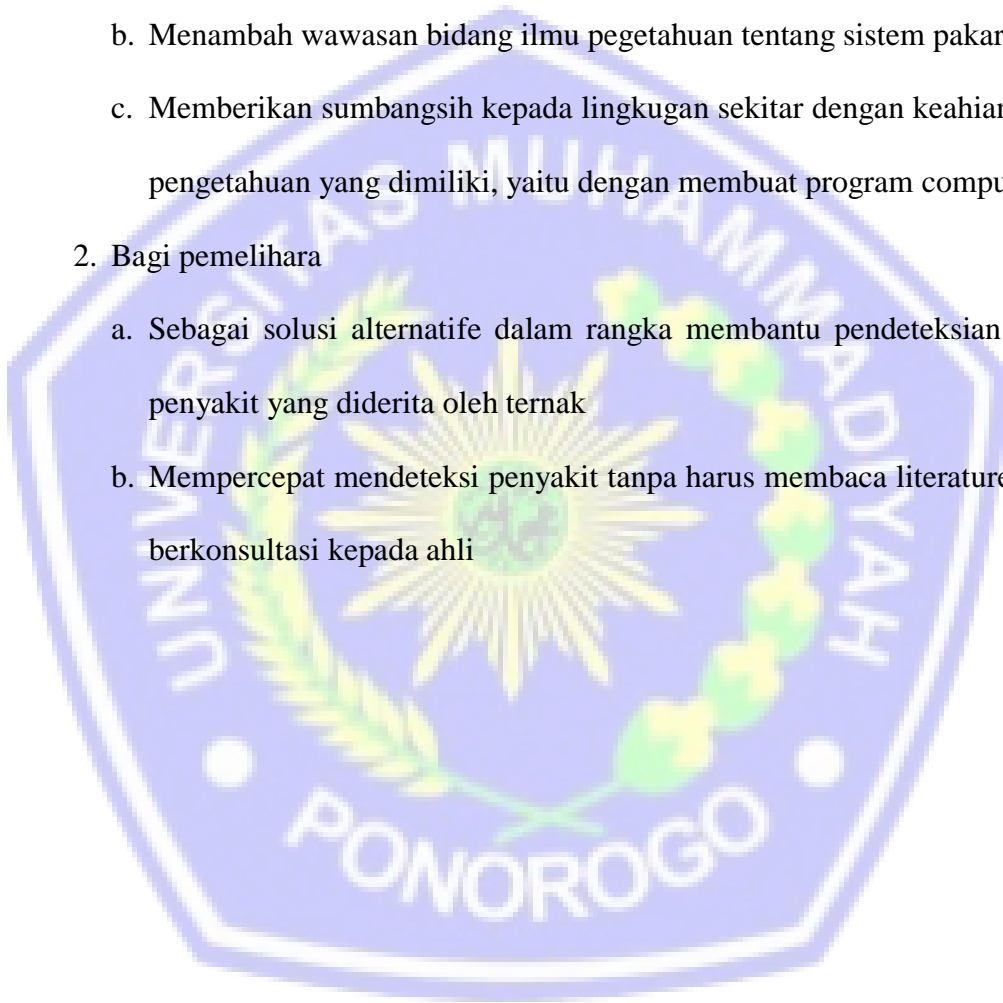 b. Menambah wawasan bidang ilmu pegetahuan tentang sistem pakar
c. Memberikan sumbangsih kepada lingkugan sekitar dengan keahian
pengetahuan yang dimiliki, yaitu dengan membuat program compu
2. Bagi pemelihara
a. Sebagai solusi alternatife dalam rangka membantu pendeteksian
penyakit yang diderita oleh ternak
b. Mempercepat mendeteksi penyakit tanpa harus membaca literature
berkonsultasi kepada ahli
UNIVERSITAS MUHAMMADIYAH
PONOROGO